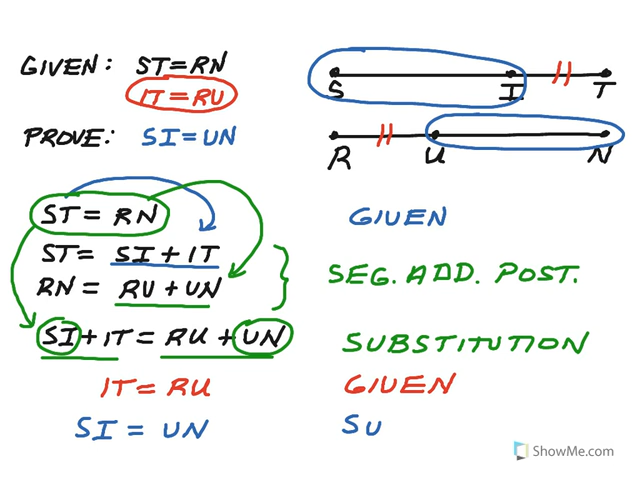 GIVEN: ST = RN
IT = RU
PROVE: SI = UN
S I T
R U N
ST = RN GIVEN
ST = SI + IT
RN = RU + UN SEG. ADD. POST.
SI + IT = RU + UN SUBSTITUTION
IT = RU GIVEN
SI = UN SU
ShowMe.com